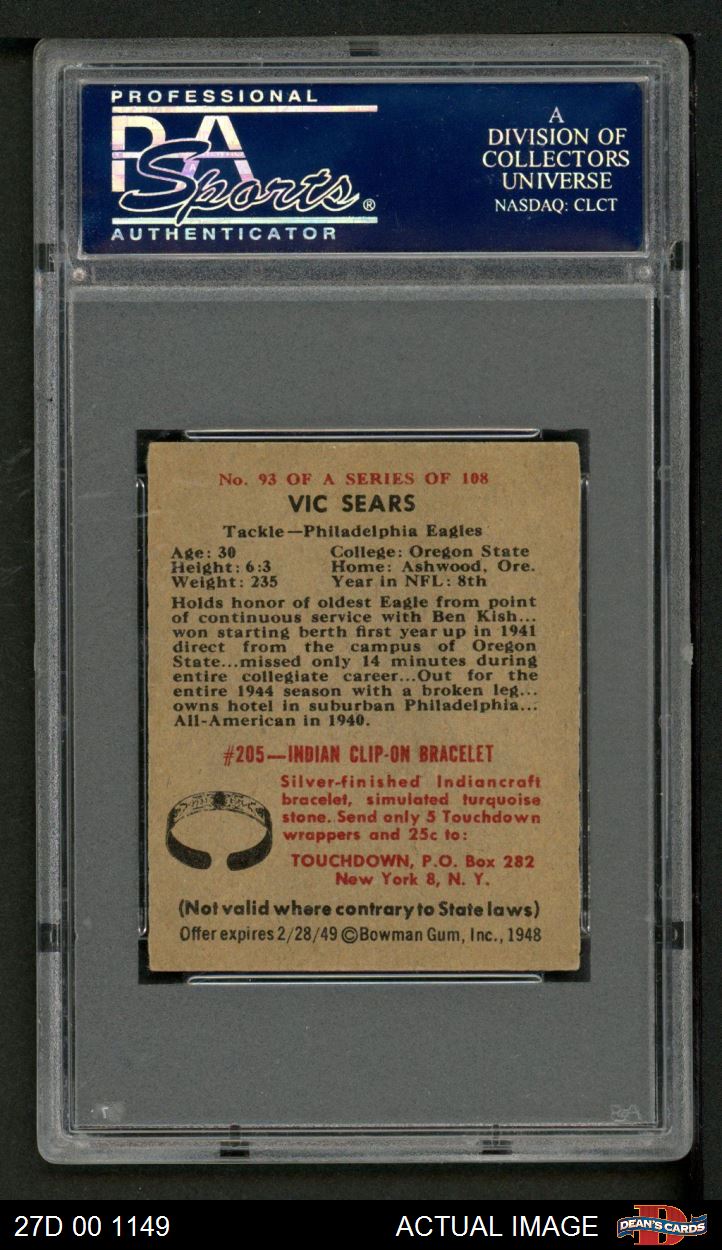 PROFESSIONAL
PSA
Sports®
AUTHENTICATOR
A
DIVISION OF
COLLECTORS
UNIVERSE
NASDAQ: CLCT
No. 93 OF A SERIES OF 108
VIC SEARS
Tackle—Philadelphia Eagles
Age: 30 College: Oregon State
Height: 6:3 Home: Ashwood, Ore.
Weight: 235 Year in NFL: 8th
Holds honor of oldest Eagle from point
of continuous service with Ben Kish...
won starting berth first year up in 1941
direct from the campus of Oregon
State...missed only 14 minutes during
entire collegiate career...Out for the
entire 1944 season with a broken leg...
owns hotel in suburban Philadelphia...
All-American in 1940.
#205—INDIAN CLIP-ON BRACELET
Silver-finished Indiancraft
bracelet, simulated turquoise
stone. Send only 5 Touchdown
wrappers and 25c to:
TOUCHDOWN, P.O. Box 282
New York 8, N. Y.
(Not valid where contrary to State laws)
Offer expires 2/28/49 ©Bowman Gum, Inc., 1948
PSA
27D 00 1149
ACTUAL IMAGE
DEAN'S CARDS